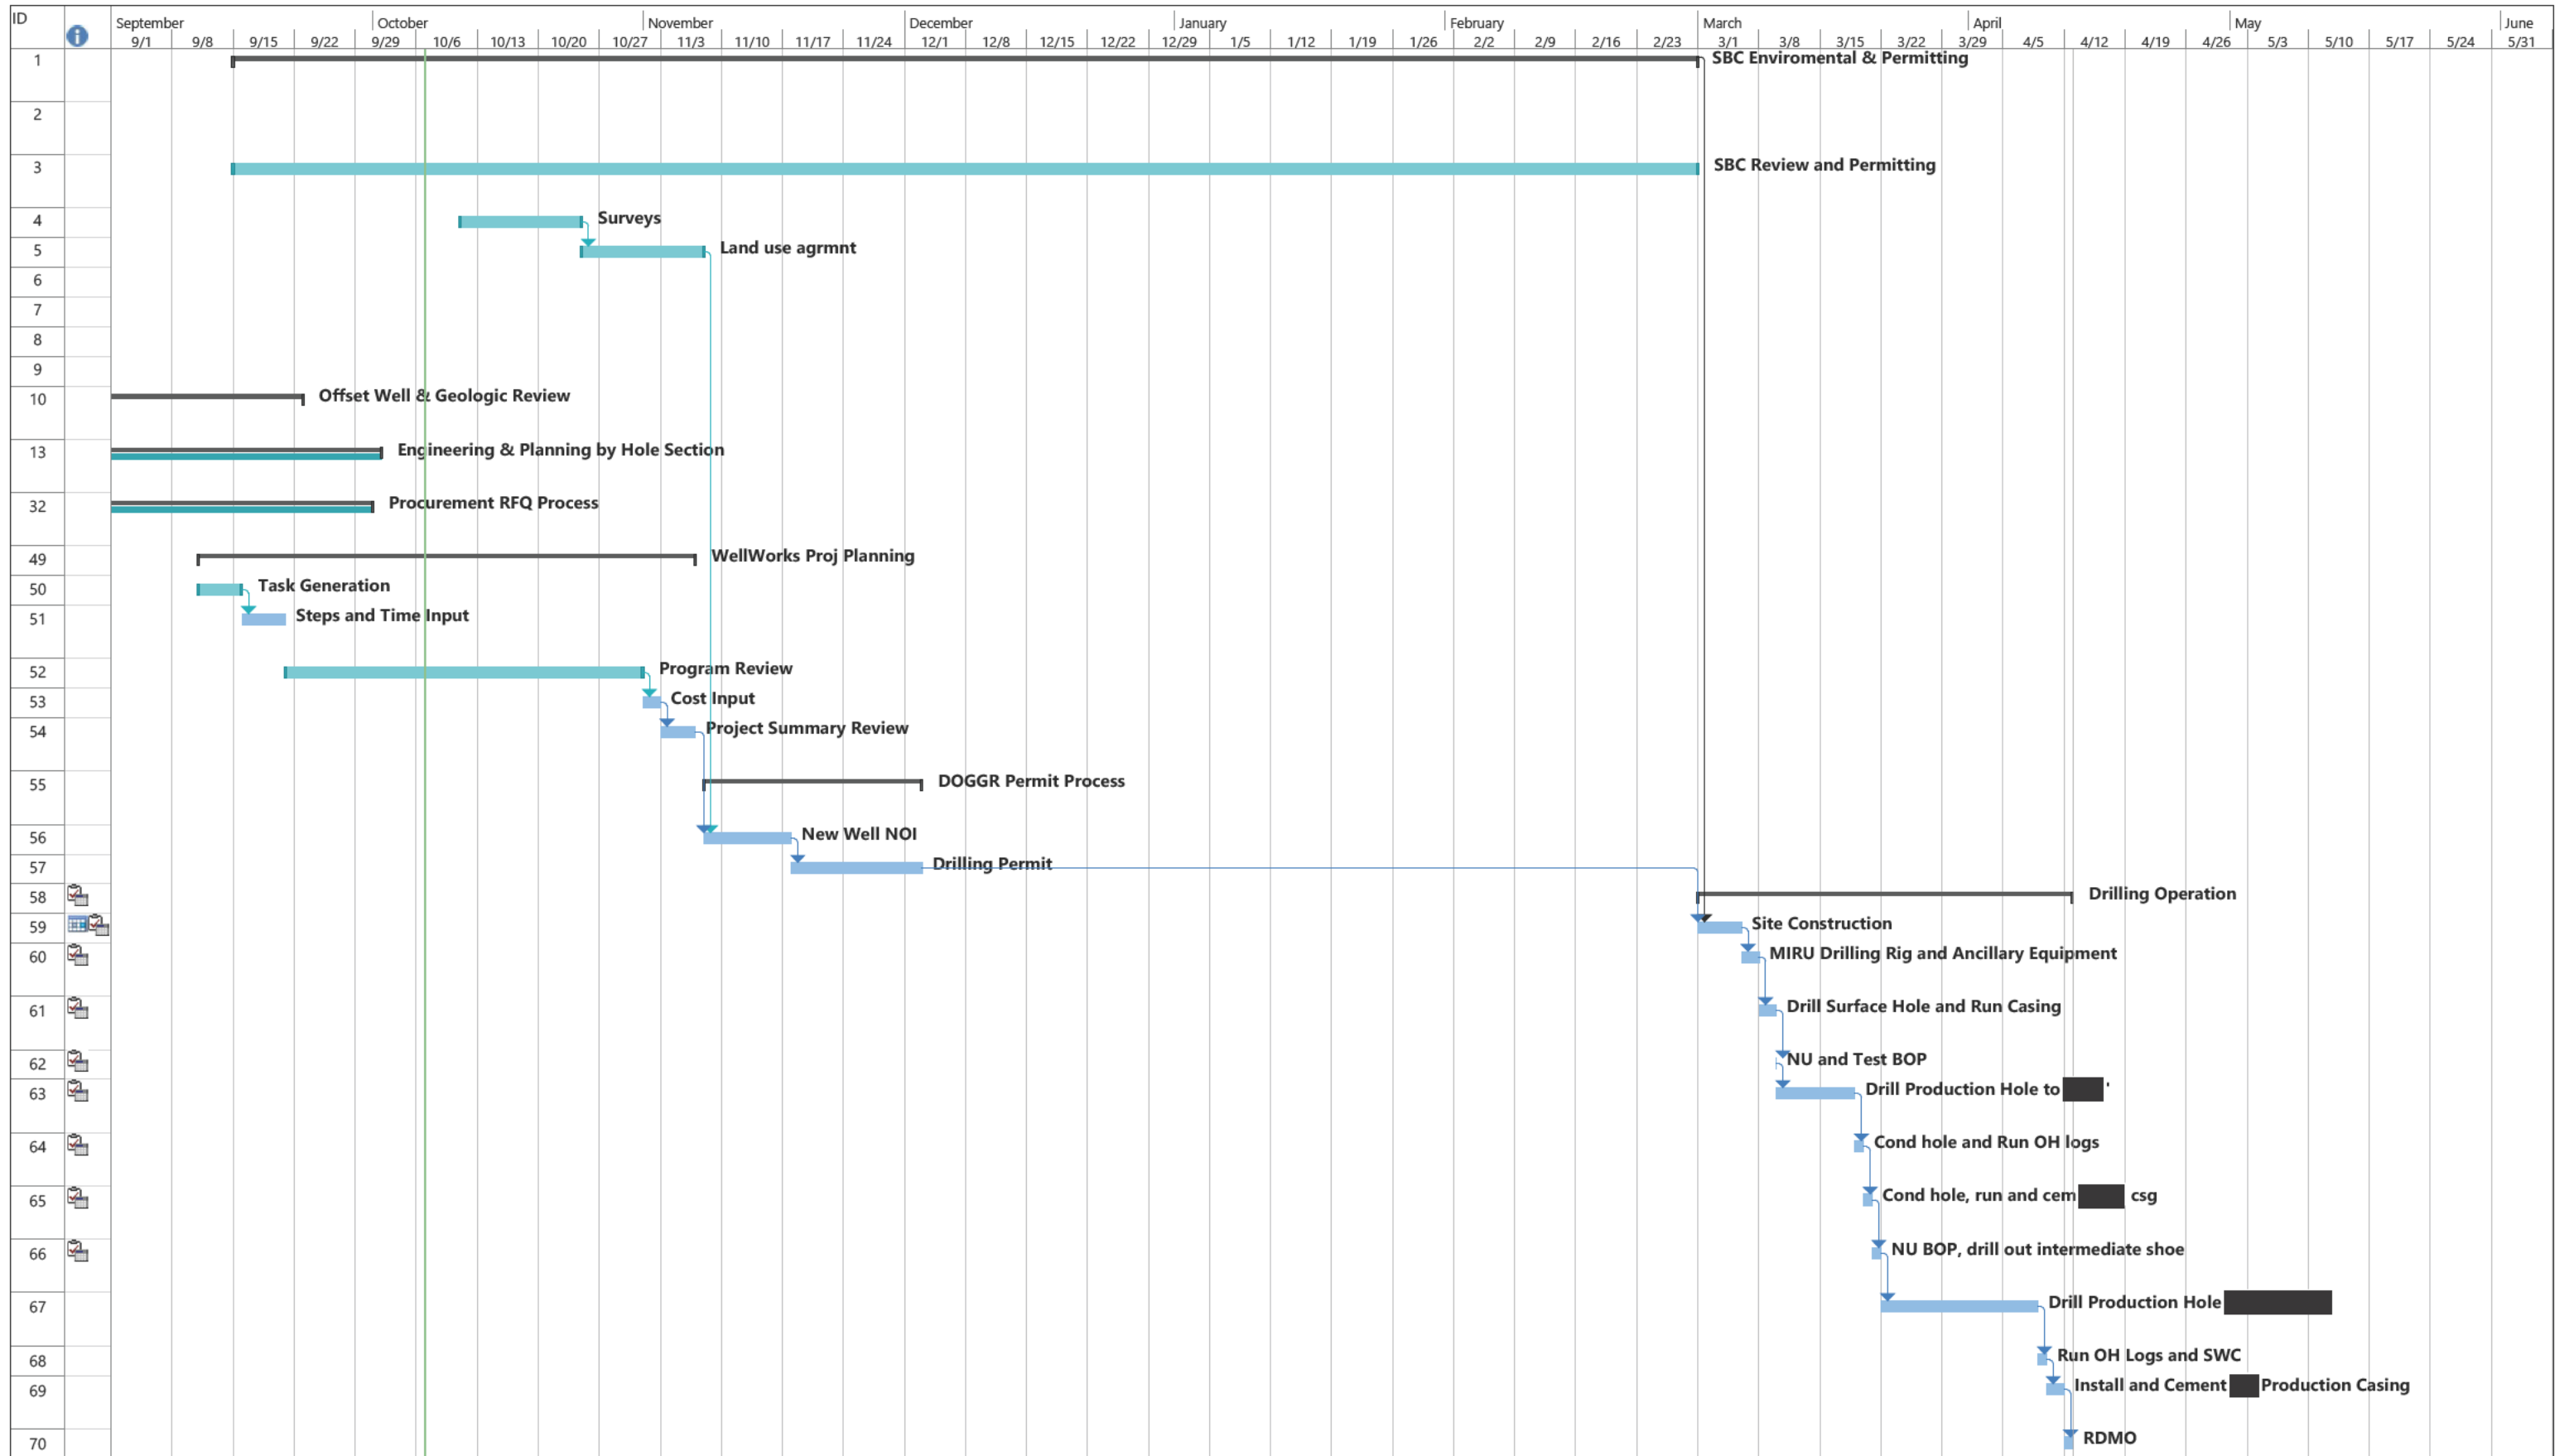 ID
September October November December January February March April May June
9/1 9/8 9/15 9/22 9/29 10/6 10/13 10/20 10/27 11/3 11/10 11/17 11/24 12/1 12/8 12/15 12/22 12/29 1/5 1/12 1/19 1/26 2/2 2/9 2/16 2/23 3/1 3/8 3/15 3/22 3/29 4/5 4/12 4/19 4/26 5/3 5/10 5/17 5/24 5/31
1 SBC Enviromental & Permitting
2
3 SBC Review and Permitting
4 Surveys
5 Land use agrmnt
6
7
8
9
10 Offset Well & Geologic Review
13 Engineering & Planning by Hole Section
32 Procurement RFQ Process
49 WellWorks Proj Planning
50 Task Generation
51 Steps and Time Input
52 Program Review
53 Cost Input
54 Project Summary Review
55 DOGGR Permit Process
56 New Well NOI
57 Drilling Permit
58 Drilling Operation
59 Site Construction
60 MIRU Drilling Rig and Ancillary Equipment
61 Drill Surface Hole and Run Casing
62 NU and Test BOP
63 Drill Production Hole to '
64 Cond hole and Run OH logs
65 Cond hole, run and cem csg
66 NU BOP, drill out intermediate shoe
67 Drill Production Hole
68 Run OH Logs and SWC
69 Install and Cement Production Casing
70 RDMO